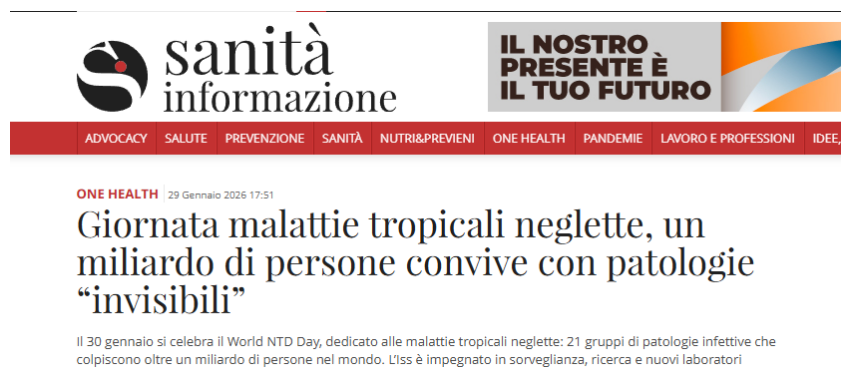 sanità
informazione
IL NOSTRO
PRESENTE È
IL TUO FUTURO
ADVOCACY SALUTE PREVENZIONE SANITÀ NUTRI&PREVIENI ONE HEALTH PANDEMIE LAVORO E PROFESSIONI IDEE,
ONE HEALTH 29 Gennaio 2026 17:51
Giornata malattie tropicali neglette, un
miliardo di persone convive con patologie
“invisibili”
Il 30 gennaio si celebra il World NTD Day, dedicato alle malattie tropicali neglette: 21 gruppi di patologie infettive che
colpiscono oltre un miliardo di persone nel mondo. L’Iss è impegnato in sorveglianza, ricerca e nuovi laboratori